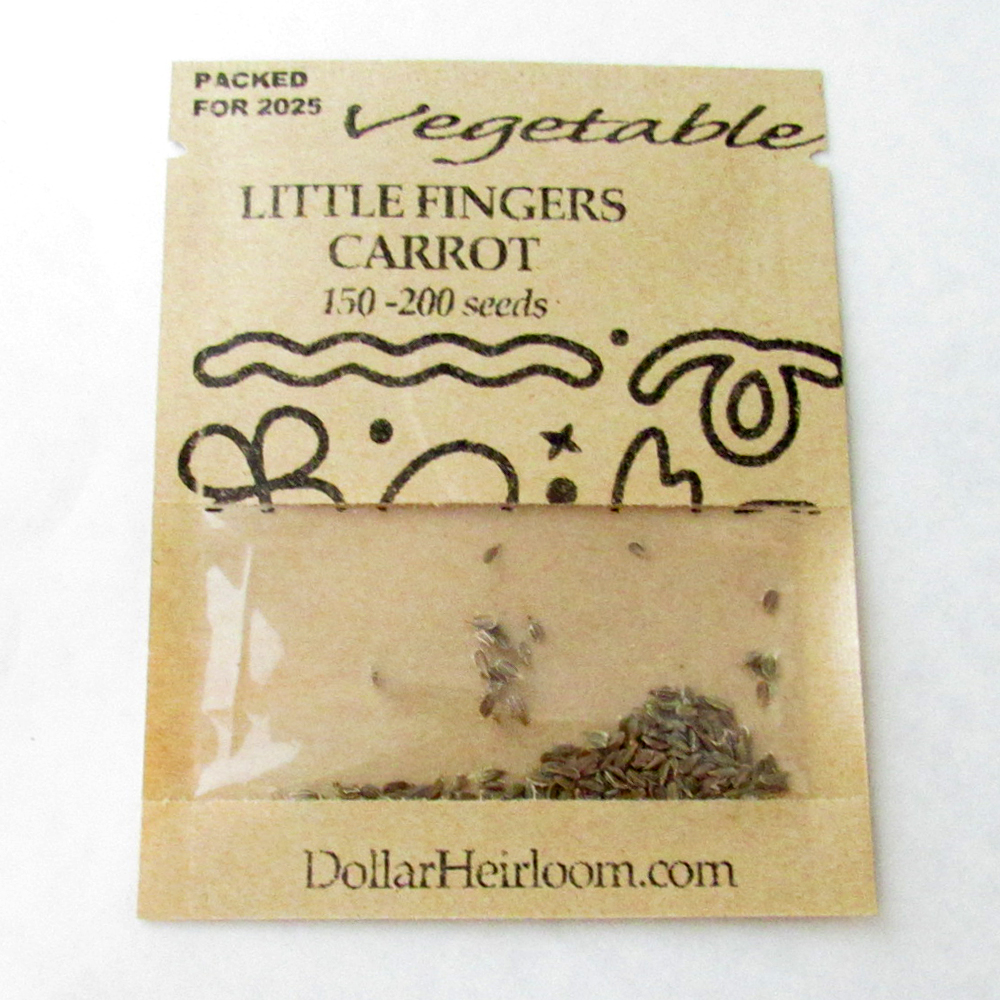 PACKED
FOR 2025
Vegetable
LITTLE FINGERS
CARROT
150 -200 seeds
DollarHeirloom.com